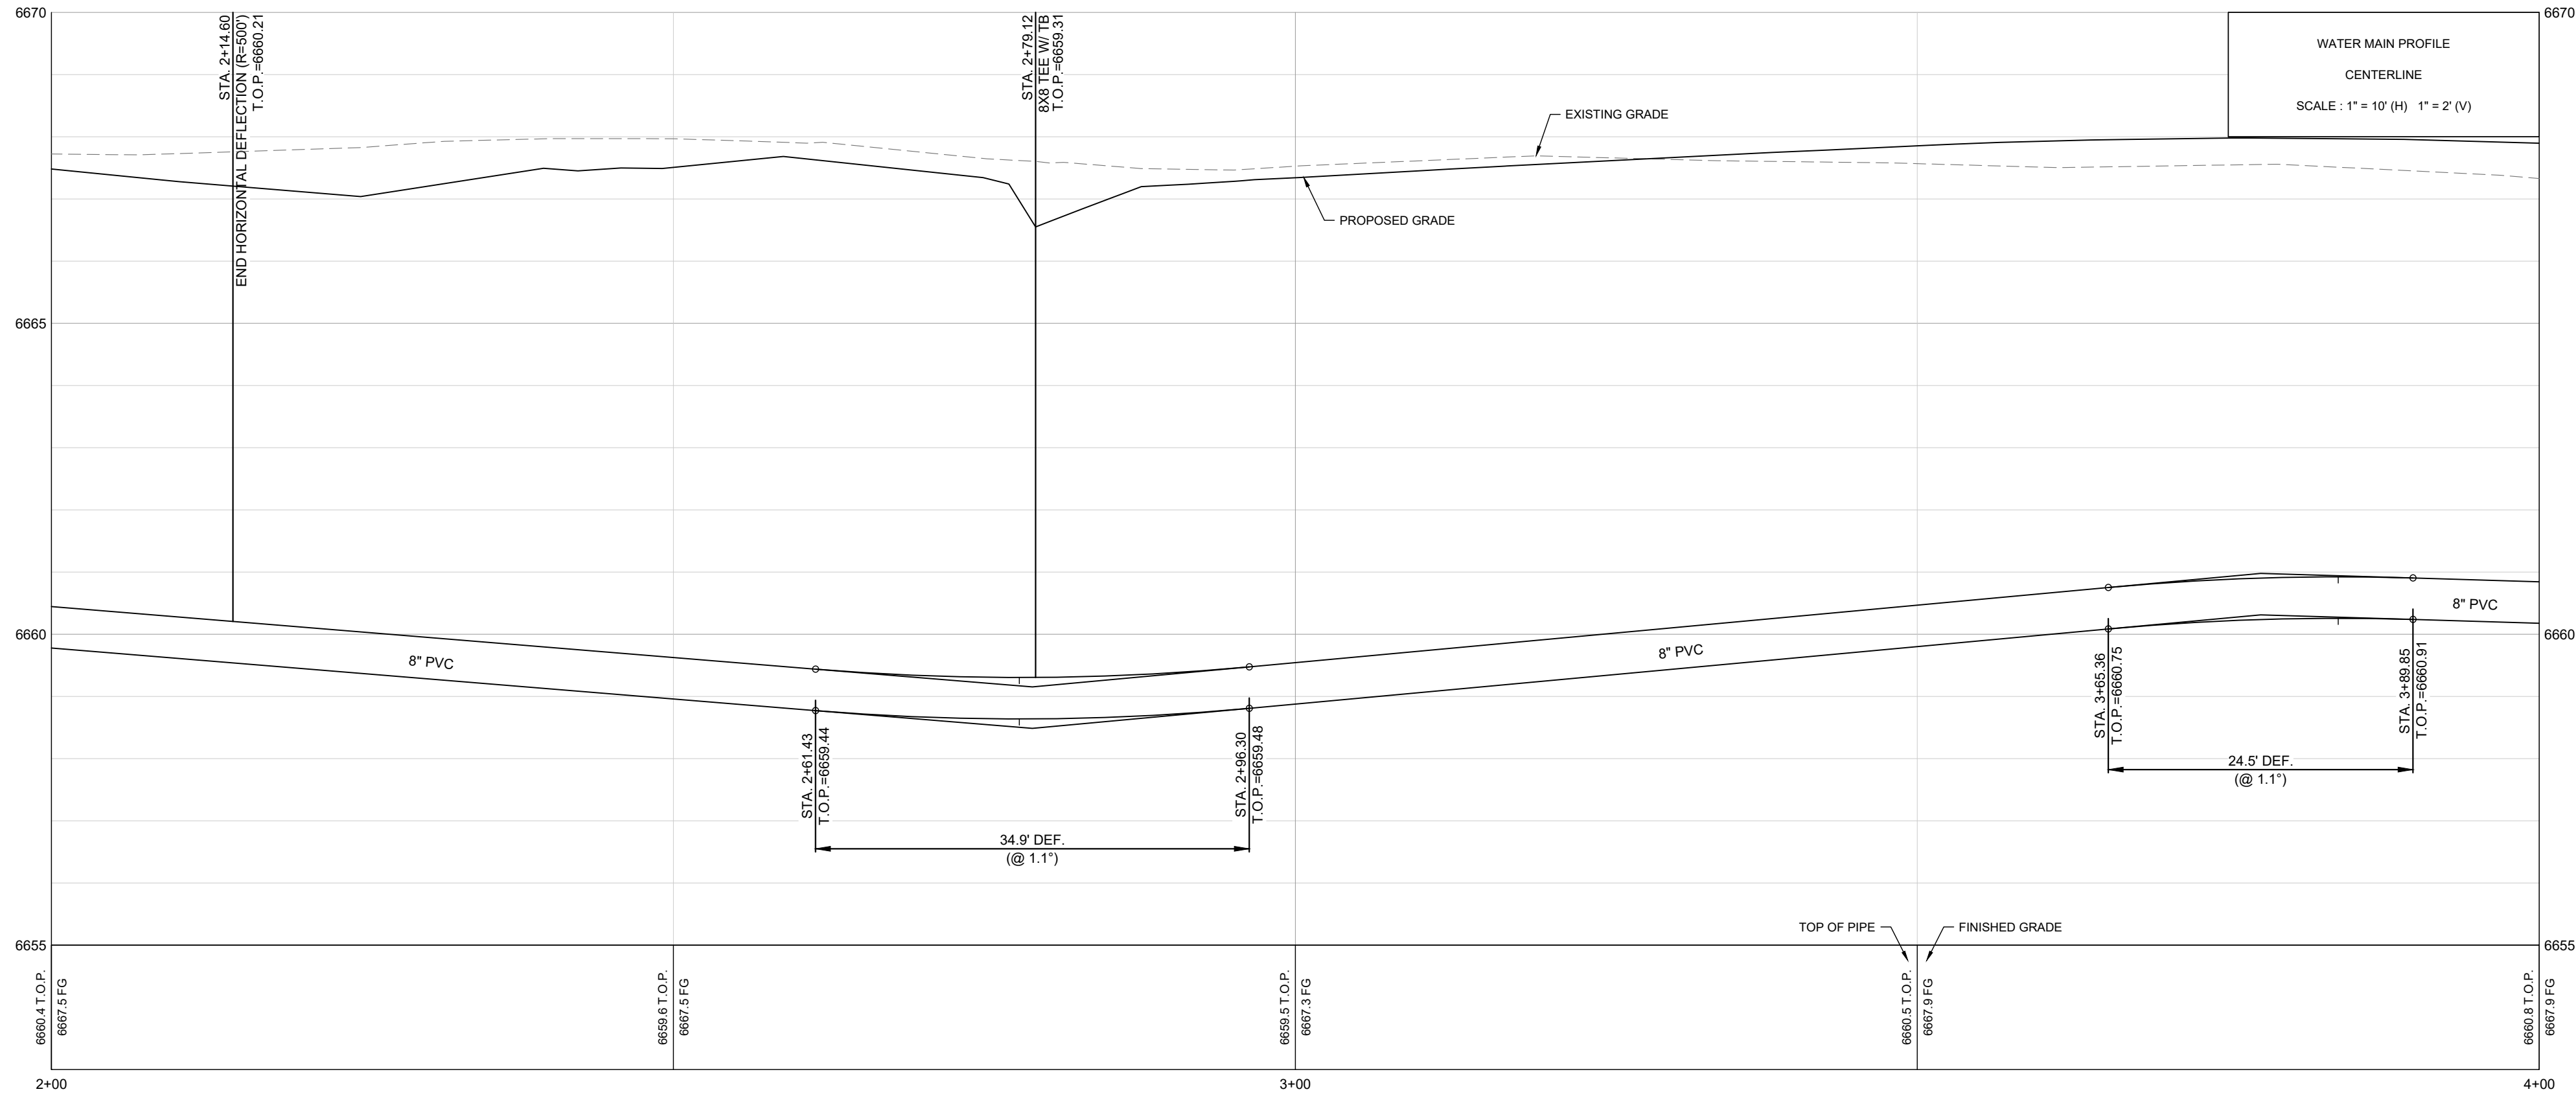 6670
6665
6660
6655
STA. 2+14.60
END HORIZONTAL DEFLECTION (R=500')
T.O.P.=6660.21
STA. 2+79.12
8X8 TEE W/ TB
T.O.P.=6659.31
EXISTING GRADE
PROPOSED GRADE
WATER MAIN PROFILE
CENTERLINE
SCALE : 1" = 10' (H) 1" = 2' (V)
6670
6660
6655
8" PVC
8" PVC
8" PVC
STA. 2+61.43
T.O.P.=6659.44
STA. 2+96.30
T.O.P.=6659.48
34.9' DEF.
(@ 1.1°)
STA. 3+65.36
T.O.P.=6660.75
STA. 3+89.85
T.O.P.=6660.91
24.5' DEF.
(@ 1.1°)
TOP OF PIPE
FINISHED GRADE
6660.4 T.O.P.
6667.5 FG
6659.6 T.O.P.
6667.5 FG
6659.5 T.O.P.
6667.3 FG
6660.5 T.O.P.
6667.9 FG
6660.8 T.O.P.
6667.9 FG
2+00
3+00
4+00